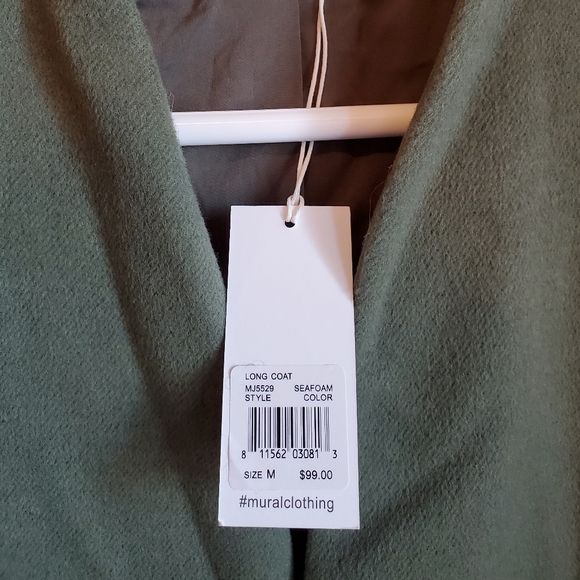 LONG COAT
MJ5529 SEAFOAM
STYLE COLOR
8 11562 03081 3
SIZE M $99.00
#muralclothing